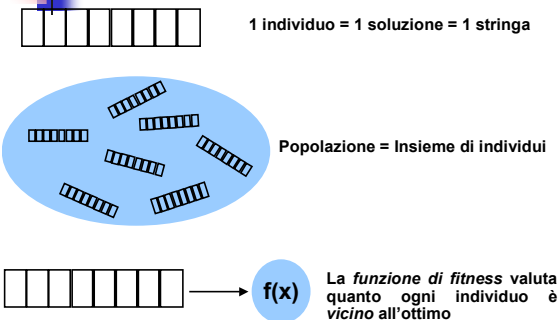 1 individuo = 1 soluzione = 1 stringa
Popolazione = Insieme di individui
f(x)
La funzione di fitness valuta
quanto ogni individuo è
vicino all'ottimo